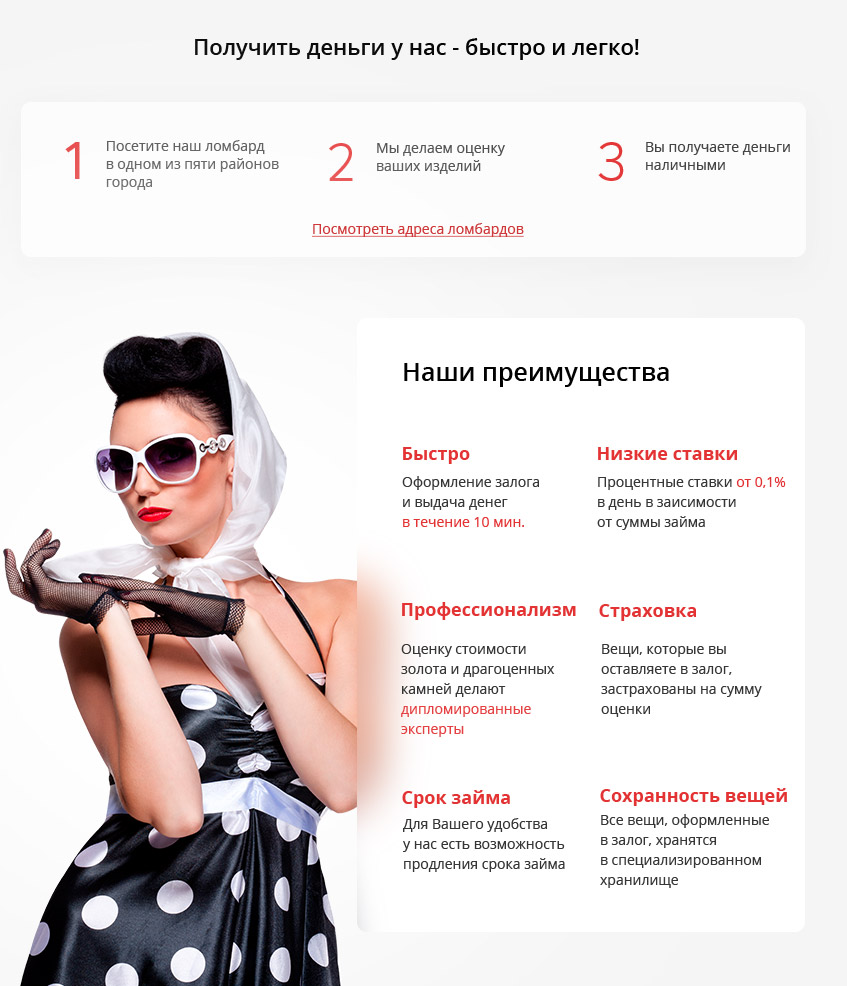 Получить деньги у нас - быстро и легко!
1
Посетите наш ломбард
в одном из пяти районов
города
2
Мы делаем оценку
ваших изделий
3
Вы получаете деньги
наличными
Посмотреть адреса ломбардов
Наши преимущества
Быстро
Оформление залога
и выдача денег
в течение 10 мин.
Низкие ставки
Процентные ставки от 0,1%
в день в заисимости
от суммы займа
Профессионализм
Оценку стоимости
золота и драгоценных
камней делают
дипломированные
эксперты
Страховка
Вещи, которые вы
оставляете в залог,
застрахованы на сумму
оценки
Срок займа
Для Вашего удобства
у нас есть возможность
продления срока займа
Сохранность вещей
Все вещи, оформленные
в залог, хранятся
в специализированном
хранилище